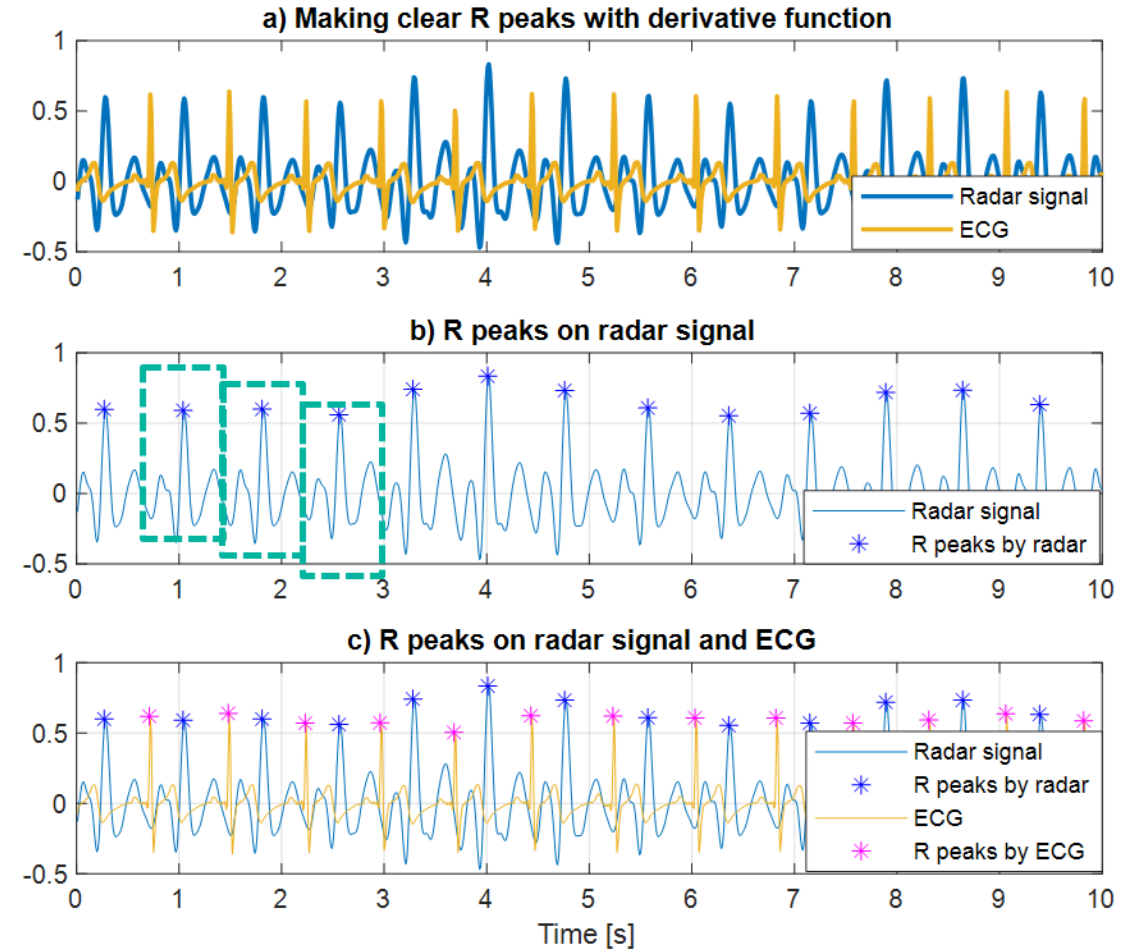 a) Making clear R peaks with derivative function
1
0.5
0
-0.5
Radar signal
ECG
0 1 2 3 4 5 6 7 8 9 10
b) R peaks on radar signal
1
0.5
0
-0.5
Radar signal
R peaks by radar
0 1 2 3 4 5 6 7 8 9 10
c) R peaks on radar signal and ECG
1
0.5
0
-0.5
Radar signal
R peaks by radar
ECG
R peaks by ECG
0 1 2 3 4 5 6 7 8 9 10
Time [s]